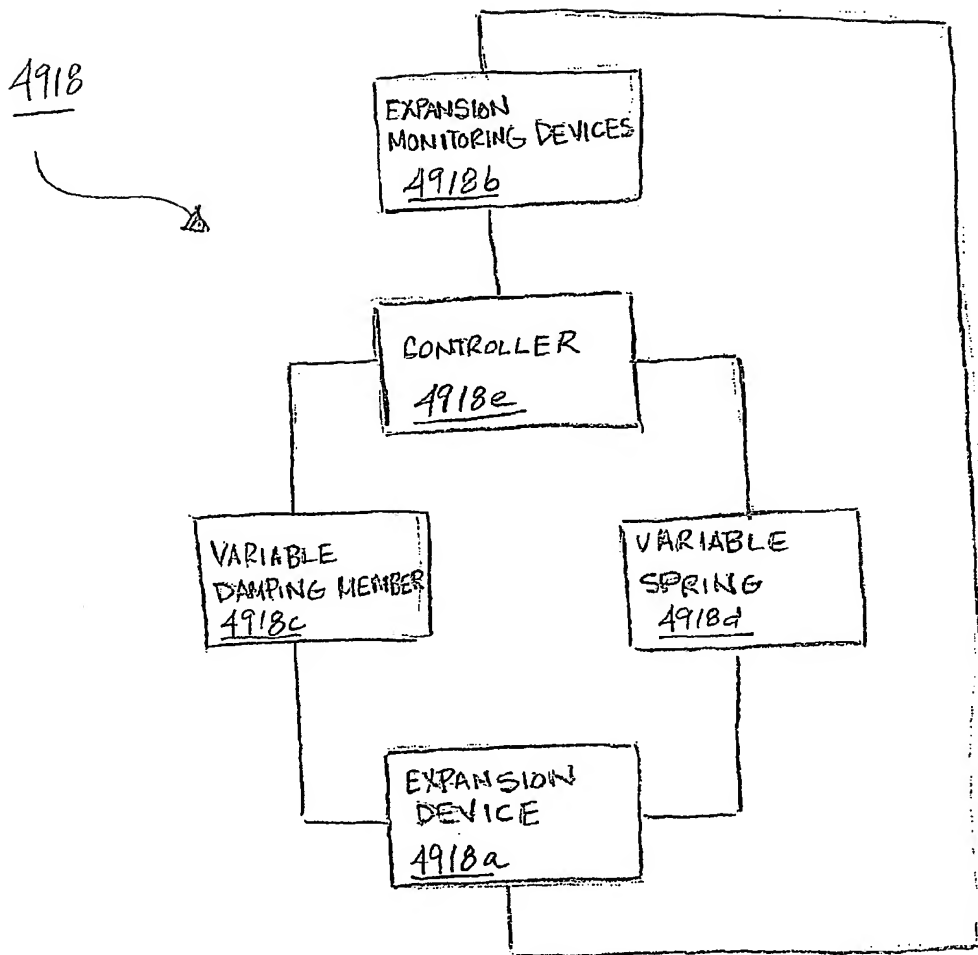 4918
EXPANSION
MONITORING DEVICES
4918b
CONTROLLER
4918e
VARIABLE
DAMPING MEMBER
4918c
VARIABLE
SPRING
4918d
EXPANSION
DEVICE
4918a